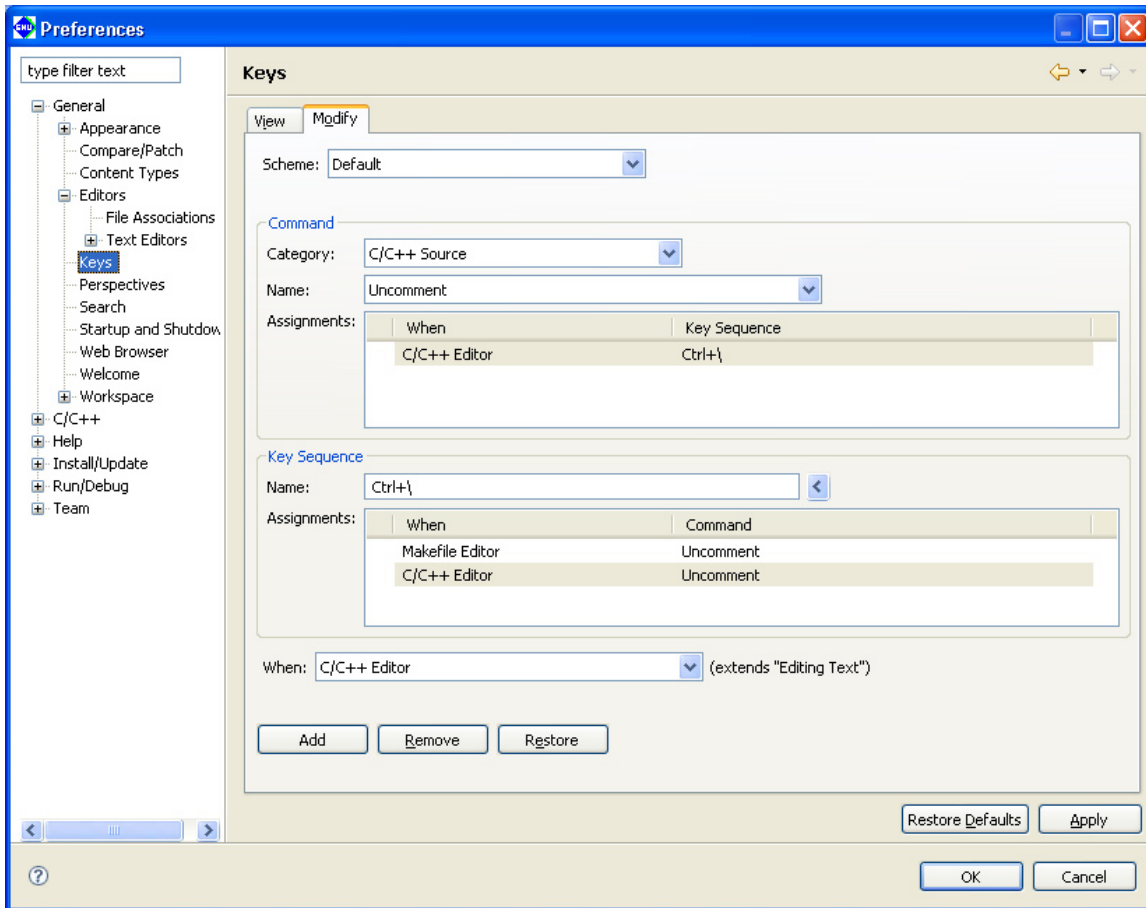 GNU Preferences
type filter text
General
Appearance
Compare/Patch
Content Types
Editors
File Associations
Text Editors
Keys
Perspectives
Search
Startup and Shutdow
Web Browser
Welcome
Workspace
C/C++
Help
Install/Update
Run/Debug
Team
Keys
View Modify
Scheme: Default
Command
Category: C/C++ Source
Name: Uncomment
Assignments: When Key Sequence
C/C++ Editor Ctrl+\
Key Sequence
Name: Ctrl+\
Assignments: When Command
Makefile Editor Uncomment
C/C++ Editor Uncomment
When: C/C++ Editor (extends "Editing Text")
Add Remove Restore
Restore Defaults Apply
OK Cancel